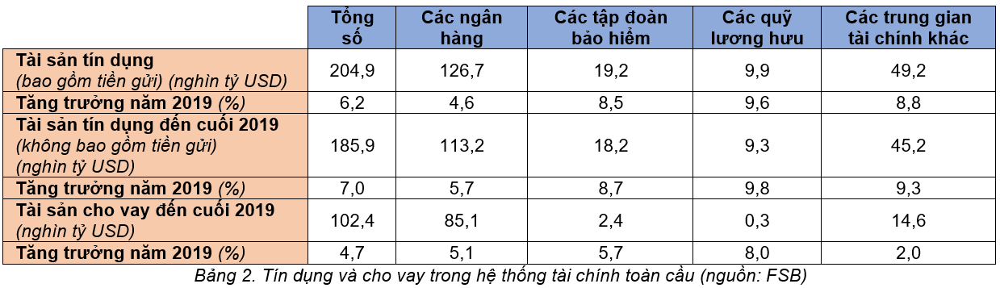 Tổng số Các ngân hàng Các tập đoàn bảo hiểm Các quỹ lương hưu Các trung gian tài chính khác
Tài sản tín dụng
(bao gồm tiền gửi) (nghìn tỷ USD) 204,9 126,7 19,2 9,9 49,2
Tăng trưởng năm 2019 (%) 6,2 4,6 8,5 9,6 8,8
Tài sản tín dụng đến cuối 2019
(không bao gồm tiền gửi)
(nghìn tỷ USD) 185,9 113,2 18,2 9,3 45,2
Tăng trưởng năm 2019 (%) 7,0 5,7 8,7 9,8 9,3
Tài sản cho vay đến cuối 2019
(nghìn tỷ USD) 102,4 85,1 2,4 0,3 14,6
Tăng trưởng năm 2019 (%) 4,7 5,1 5,7 8,0 2,0
Bảng 2. Tín dụng và cho vay trong hệ thống tài chính toàn cầu (nguồn: FSB)